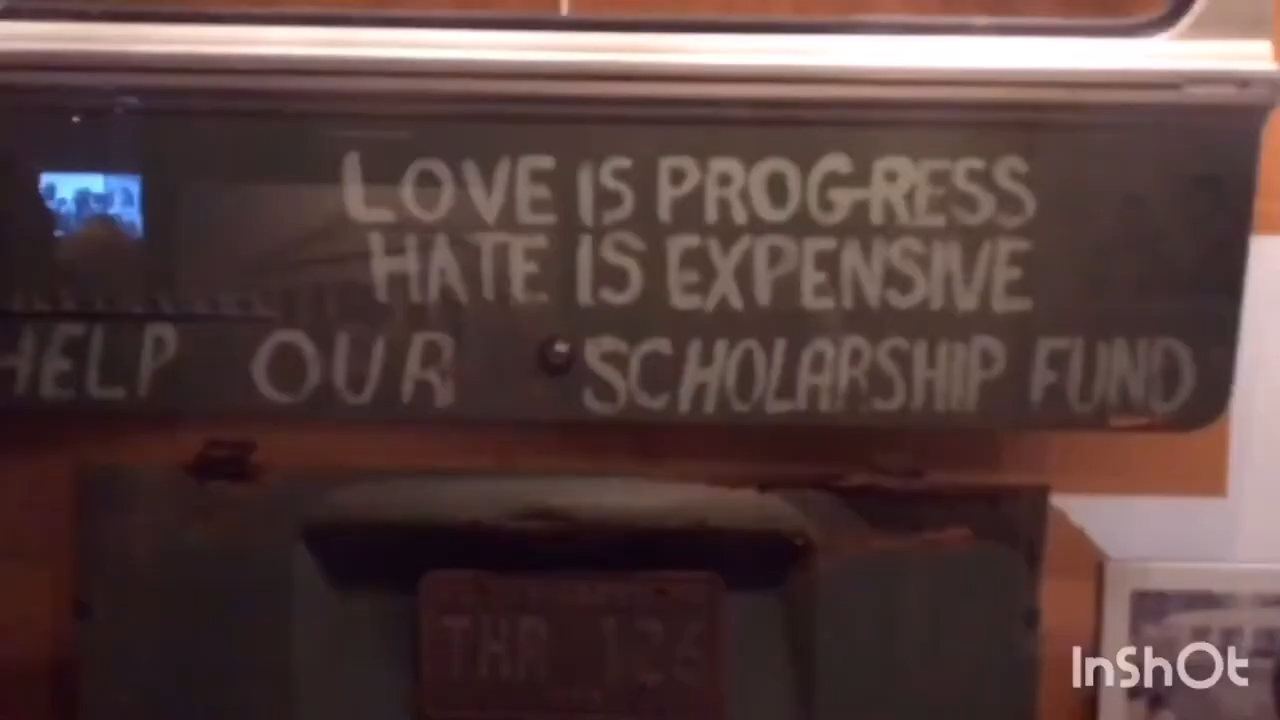 LOVE IS PROGRESS
HATE IS EXPENSIVE
HELP OUR SCHOLARSHIP FUND
THR 126
InShOt